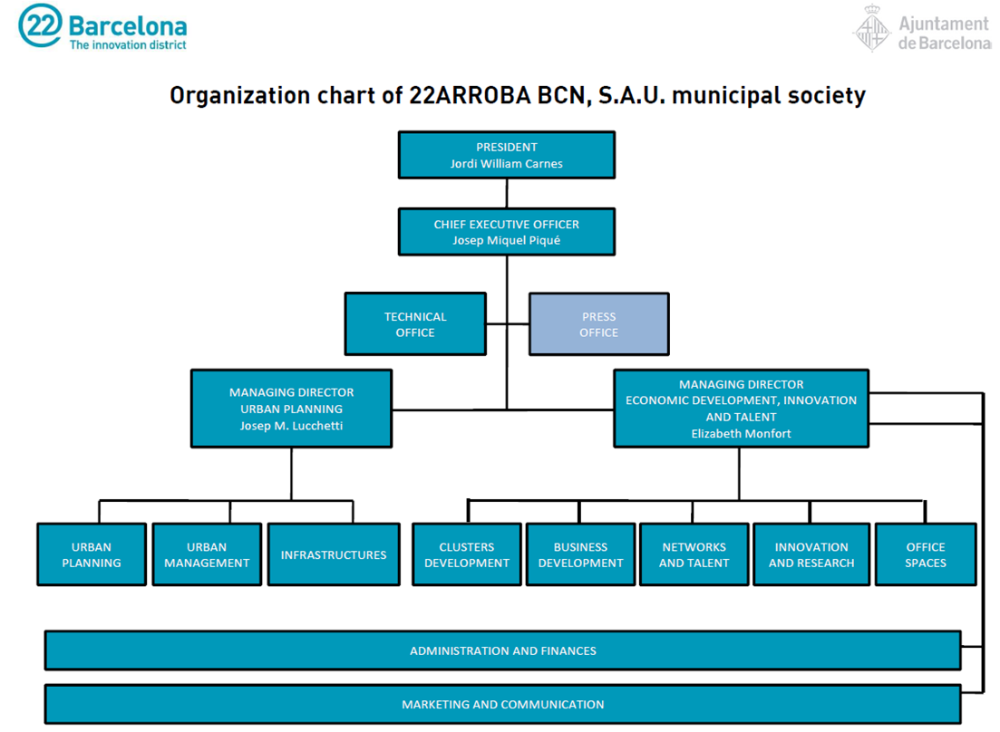 22 Barcelona
The innovation district
Ajuntament
de Barcelona
Organization chart of 22ARROBA BCN, S.A.U. municipal society
PRESIDENT
Jordi William Carnes
CHIEF EXECUTIVE OFFICER
Josep Miquel Piqué
TECHNICAL
OFFICE
PRESS
OFFICE
MANAGING DIRECTOR
URBAN PLANNING
Josep M. Lucchetti
MANAGING DIRECTOR
ECONOMIC DEVELOPMENT, INNOVATION
AND TALENT
Elizabeth Monfort
URBAN
PLANNING
URBAN
MANAGEMENT
INFRASTRUCTURES
CLUSTERS
DEVELOPMENT
BUSINESS
DEVELOPMENT
NETWORKS
AND TALENT
INNOVATION
AND RESEARCH
OFFICE
SPACES
ADMINISTRATION AND FINANCES
MARKETING AND COMMUNICATION